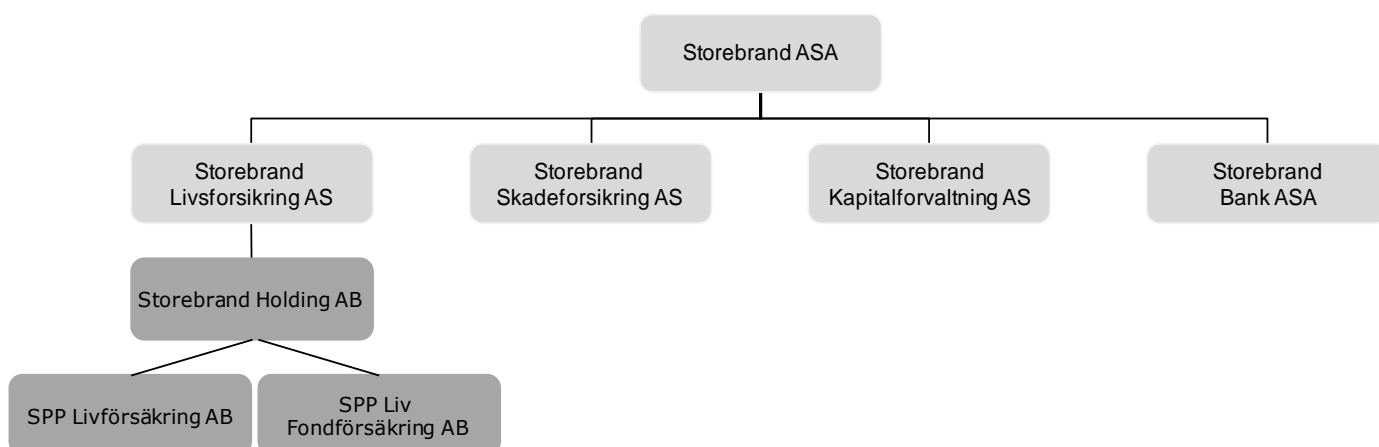 Storebrand ASA
Storebrand
Livsforsikring AS
Storebrand
Skadeforsikring AS
Storebrand
Kapitalforvaltning AS
Storebrand
Bank ASA
Storebrand Holding AB
SPP Livförsäkring AB
SPP Liv
Fondförsäkring AB